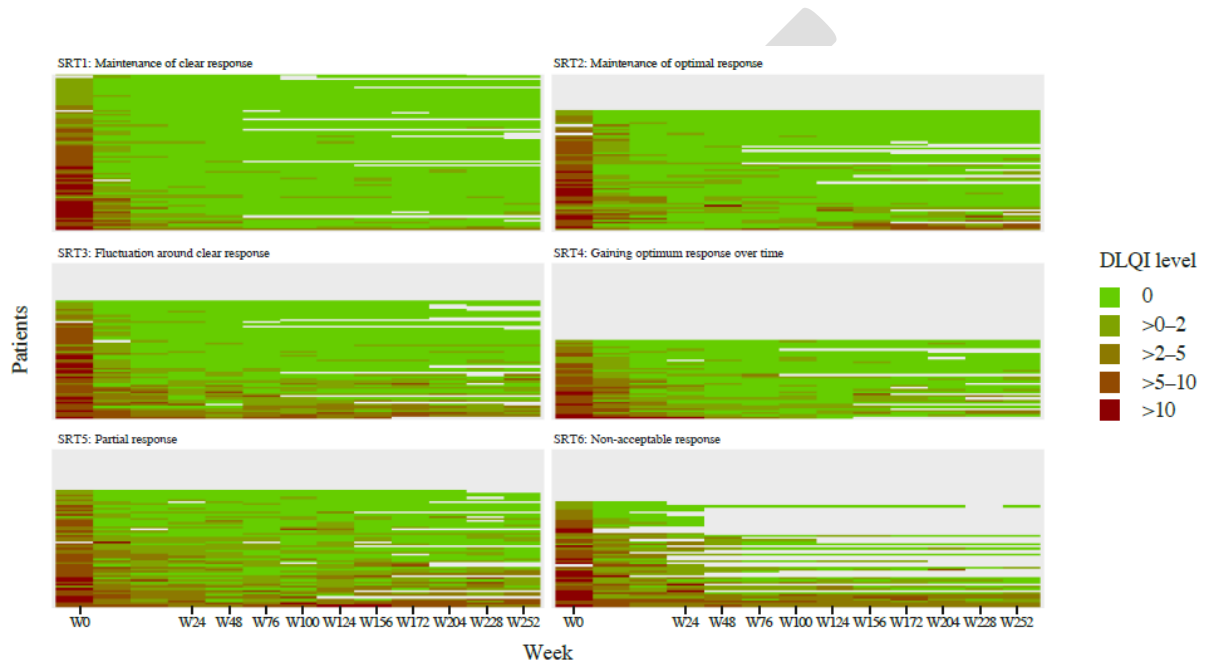 SRT1: Maintenance of clear response
SRT2: Maintenance of optimal response
SRT3: Fluctuation around clear response
SRT4: Gaining optimum response over time
SRT5: Partial response
SRT6: Non-acceptable response
Patients
DLQI level
0
>0–2
>2–5
>5–10
>10
W0 W24 W48 W76 W100 W124 W156 W172 W204 W228 W252
W0 W24 W48 W76 W100 W124 W156 W172 W204 W228 W252
Week